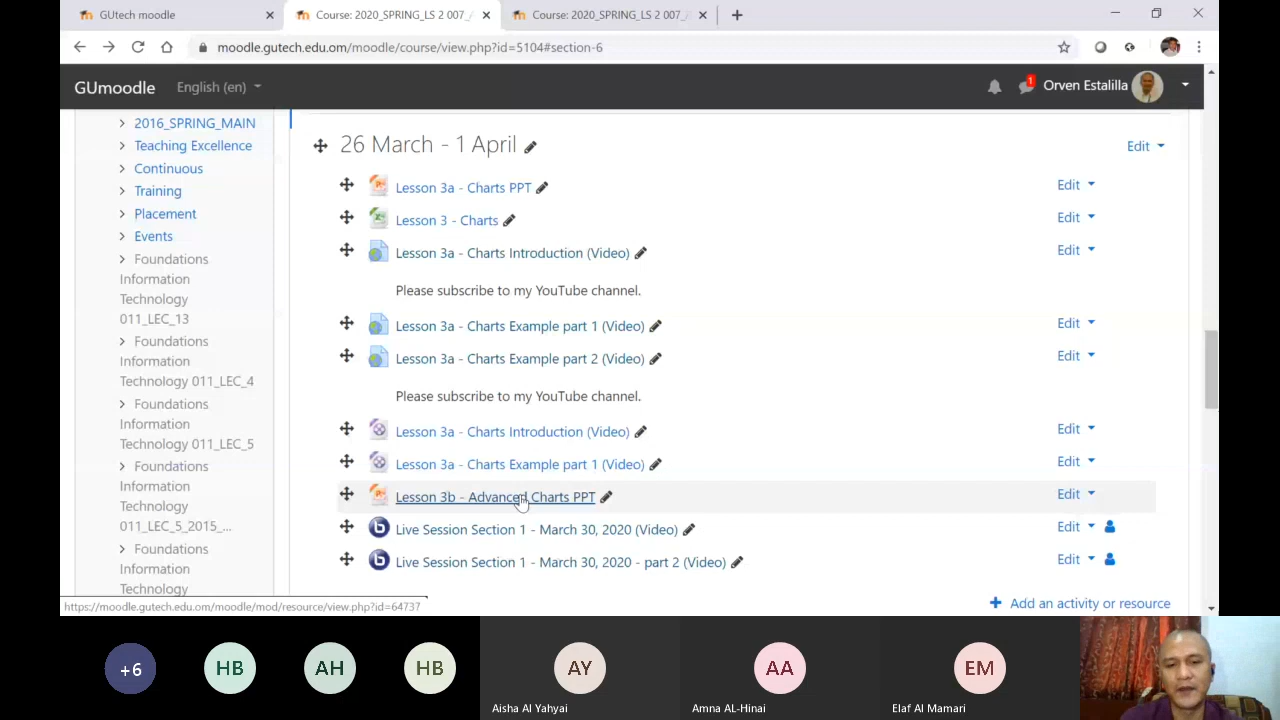 GUtech moodle
Course: 2020_SPRING_LS 2 007_
Course: 2020_SPRING_LS 2 007_
moodle.gutech.edu.om/moodle/course/view.php?id=5104#section-6
GUmoodle
English (en)
1
Orven Estalilla
2016_SPRING_MAIN
Teaching Excellence
Continuous
Training
Placement
Events
Foundations
Information
Technology
011_LEC_13
Foundations
Information
Technology 011_LEC_4
Foundations
Information
Technology 011_LEC_5
Foundations
Information
Technology
011_LEC_5_2015_...
Foundations
Information
Technology
26 March - 1 April
Edit
Lesson 3a - Charts PPT
Edit
Lesson 3 - Charts
Edit
Lesson 3a - Charts Introduction (Video)
Edit
Please subscribe to my YouTube channel.
Lesson 3a - Charts Example part 1 (Video)
Edit
Lesson 3a - Charts Example part 2 (Video)
Edit
Please subscribe to my YouTube channel.
Lesson 3a - Charts Introduction (Video)
Edit
Lesson 3a - Charts Example part 1 (Video)
Edit
Lesson 3b - Advanced Charts PPT
Edit
Live Session Section 1 - March 30, 2020 (Video)
Edit
Live Session Section 1 - March 30, 2020 - part 2 (Video)
Edit
Add an activity or resource
https://moodle.gutech.edu.om/moodle/mod/resource/view.php?id=64737
+6
HB
AH
HB
AY
Aisha Al Yahyai
AA
Amna AL-Hinai
EM
Elaf Al Mamari